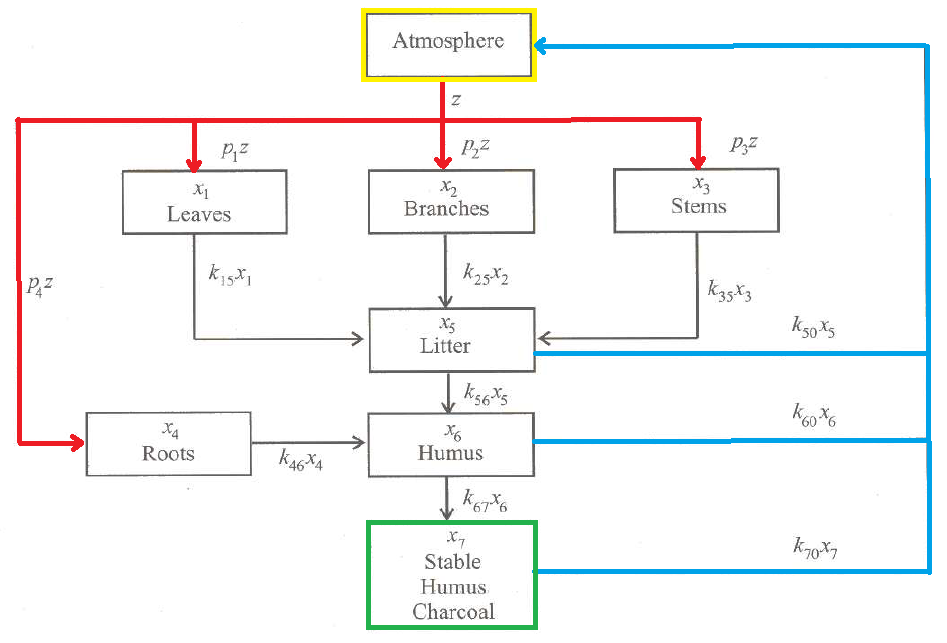 Atmosphere
z
p₁z
p₂z
p₃z
x₁
Leaves
x₂
Branches
x₃
Stems
p₄z
k₁₅x₁
k₂₅x₂
k₃₅x₃
x₅
Litter
k₅₀x₅
k₅₆x₅
x₄
Roots
k₄₆x₄
x₆
Humus
k₆₀x₆
k₆₇x₆
x₇
Stable
Humus
Charcoal
k₇₀x₇